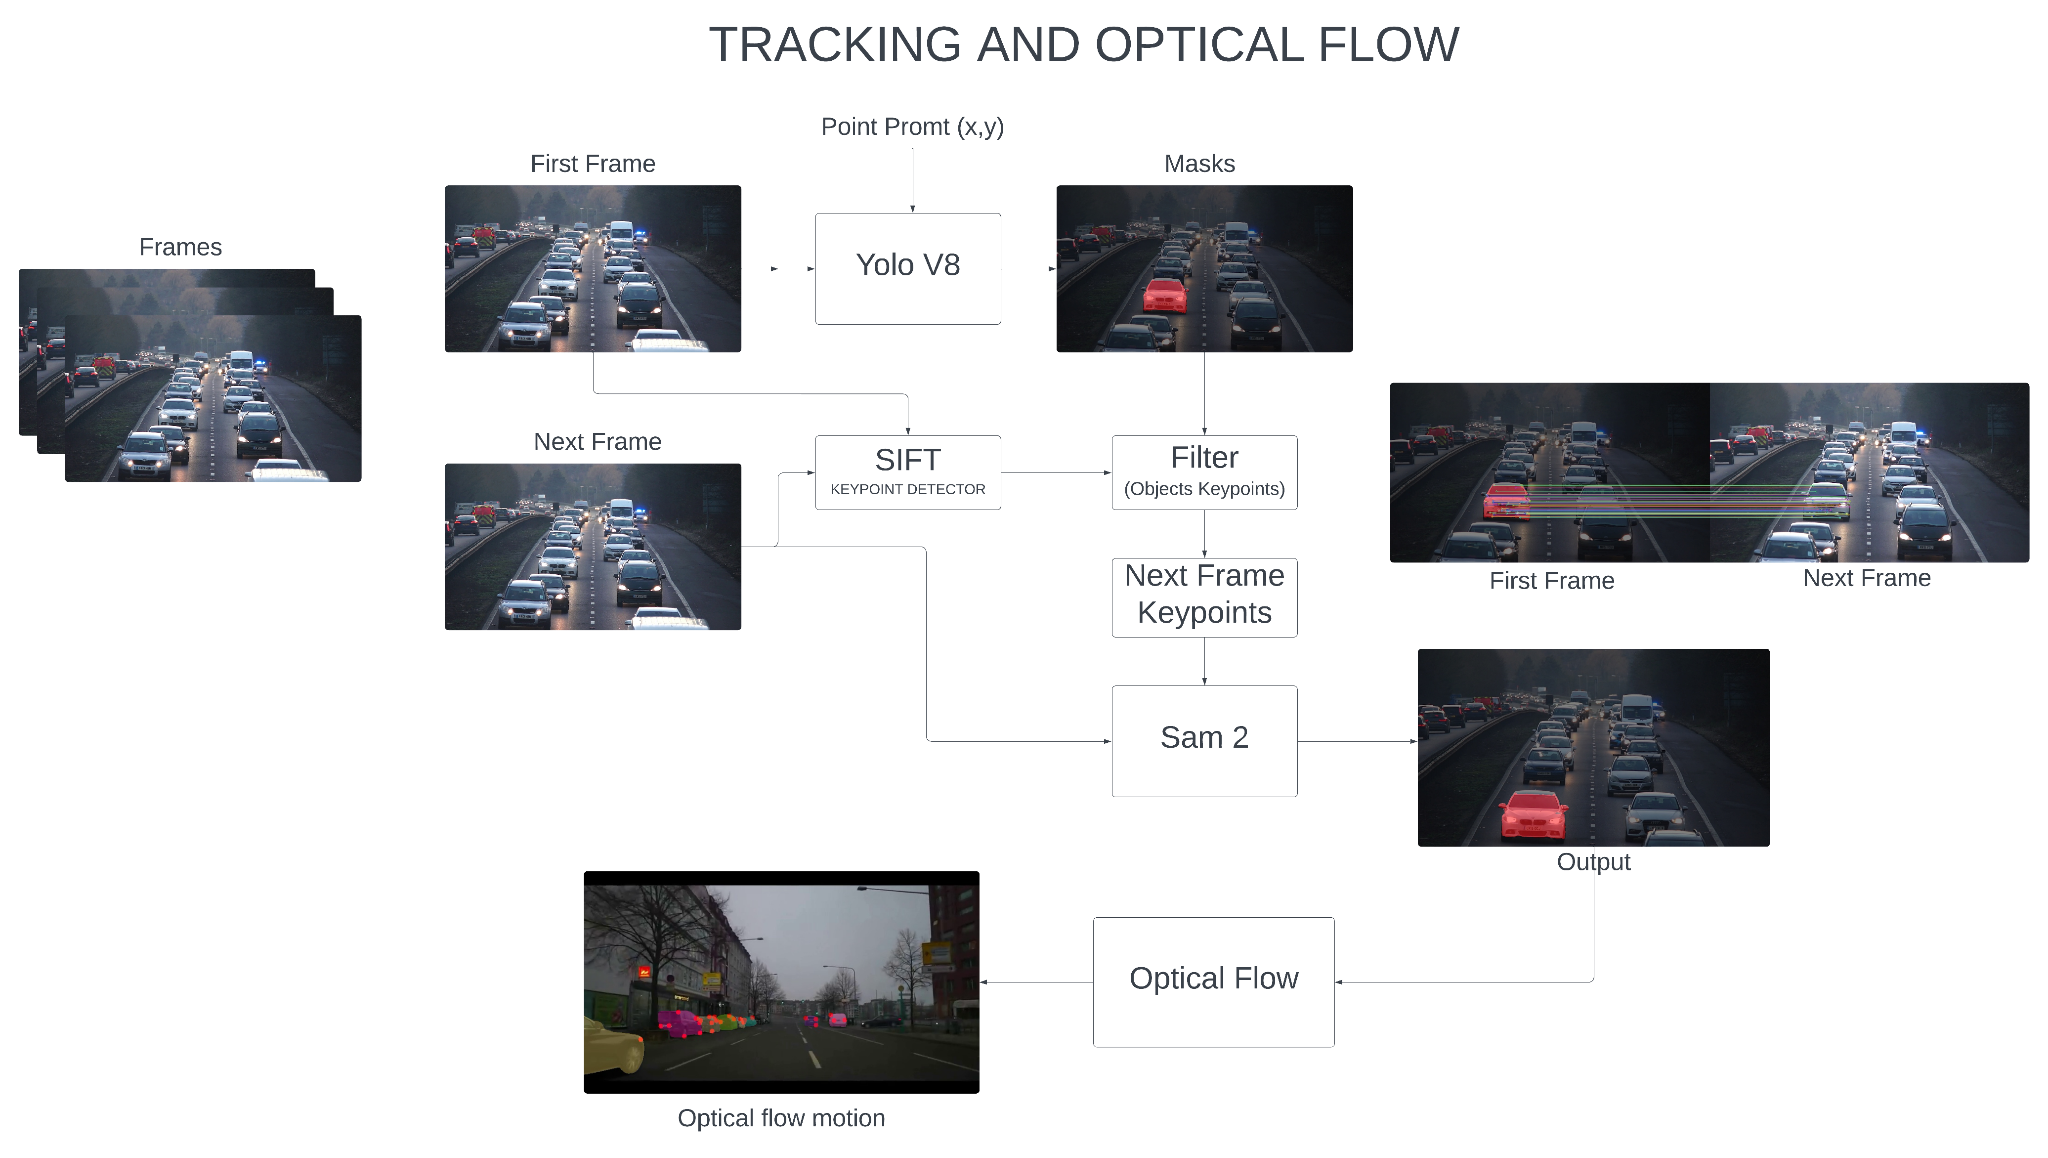 TRACKING AND OPTICAL FLOW
Point Promt (x,y)
First Frame
Masks
Frames
Yolo V8
Next Frame
SIFT
KEYPOINT DETECTOR
Filter
(Objects Keypoints)
Next Frame
Keypoints
First Frame
Next Frame
Sam 2
Output
Optical Flow
Optical flow motion